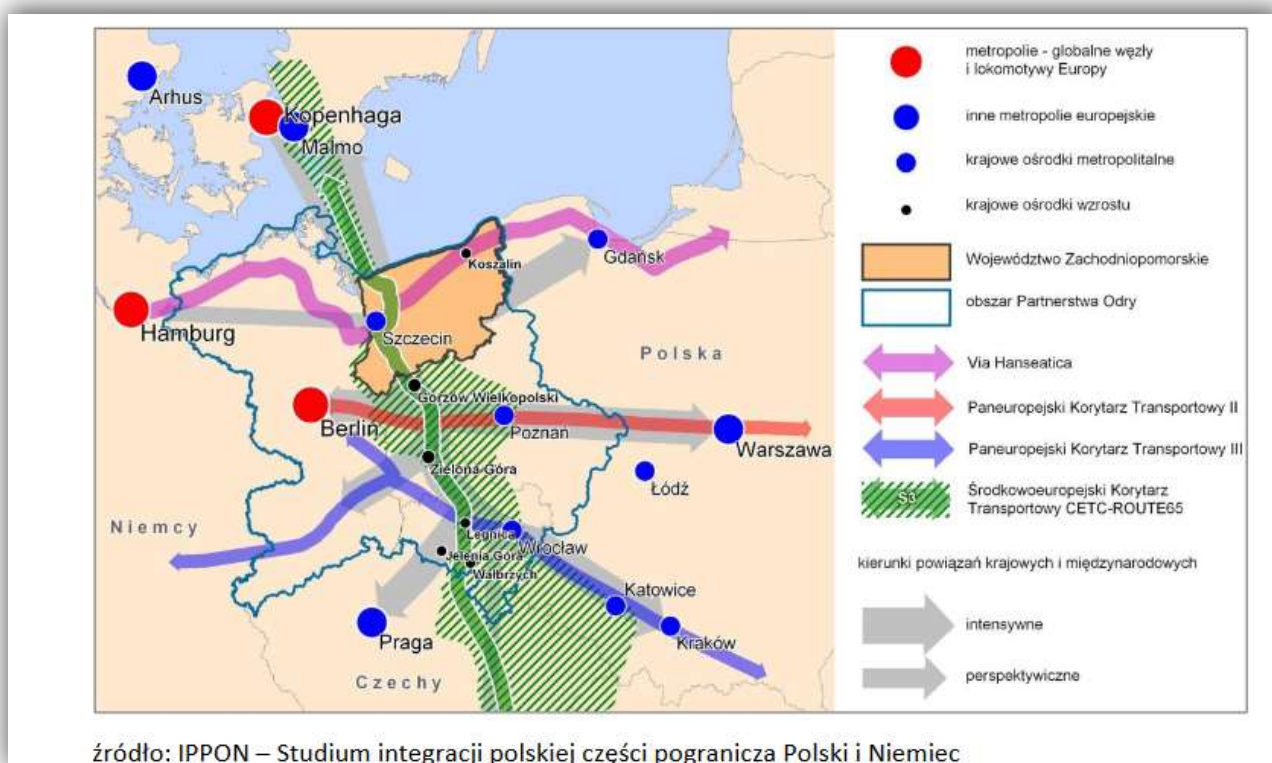 Arhus
Kopenhaga
Malmo
Koszalin
Gdańsk
Hamburg
Szczecin
Polska
Gorzów Wielkopolski
Berlin
Poznań
Warszawa
Zielona Góra
Łódź
Niemcy
Legnica
Wrocław
Jelenia Góra
Wałbrzych
Katowice
Praga
Kraków
Czechy
metropolie - globalne węzły
i lokomotywy Europy
inne metropolie europejskie
krajowe ośrodki metropolitalne
krajowe ośrodki wzrostu
Województwo Zachodniopomorskie
obszar Partnerstwa Odry
Via Hanseatica
Paneuropejski Korytarz Transportowy II
Paneuropejski Korytarz Transportowy III
S3
Środkowoeuropejski Korytarz
Transportowy CETC-ROUTE65
kierunki powiązań krajowych i międzynarodowych
intensywne
perspektywiczne
źródło: IPPON – Studium integracji polskiej części pogranicza Polski i Niemiec